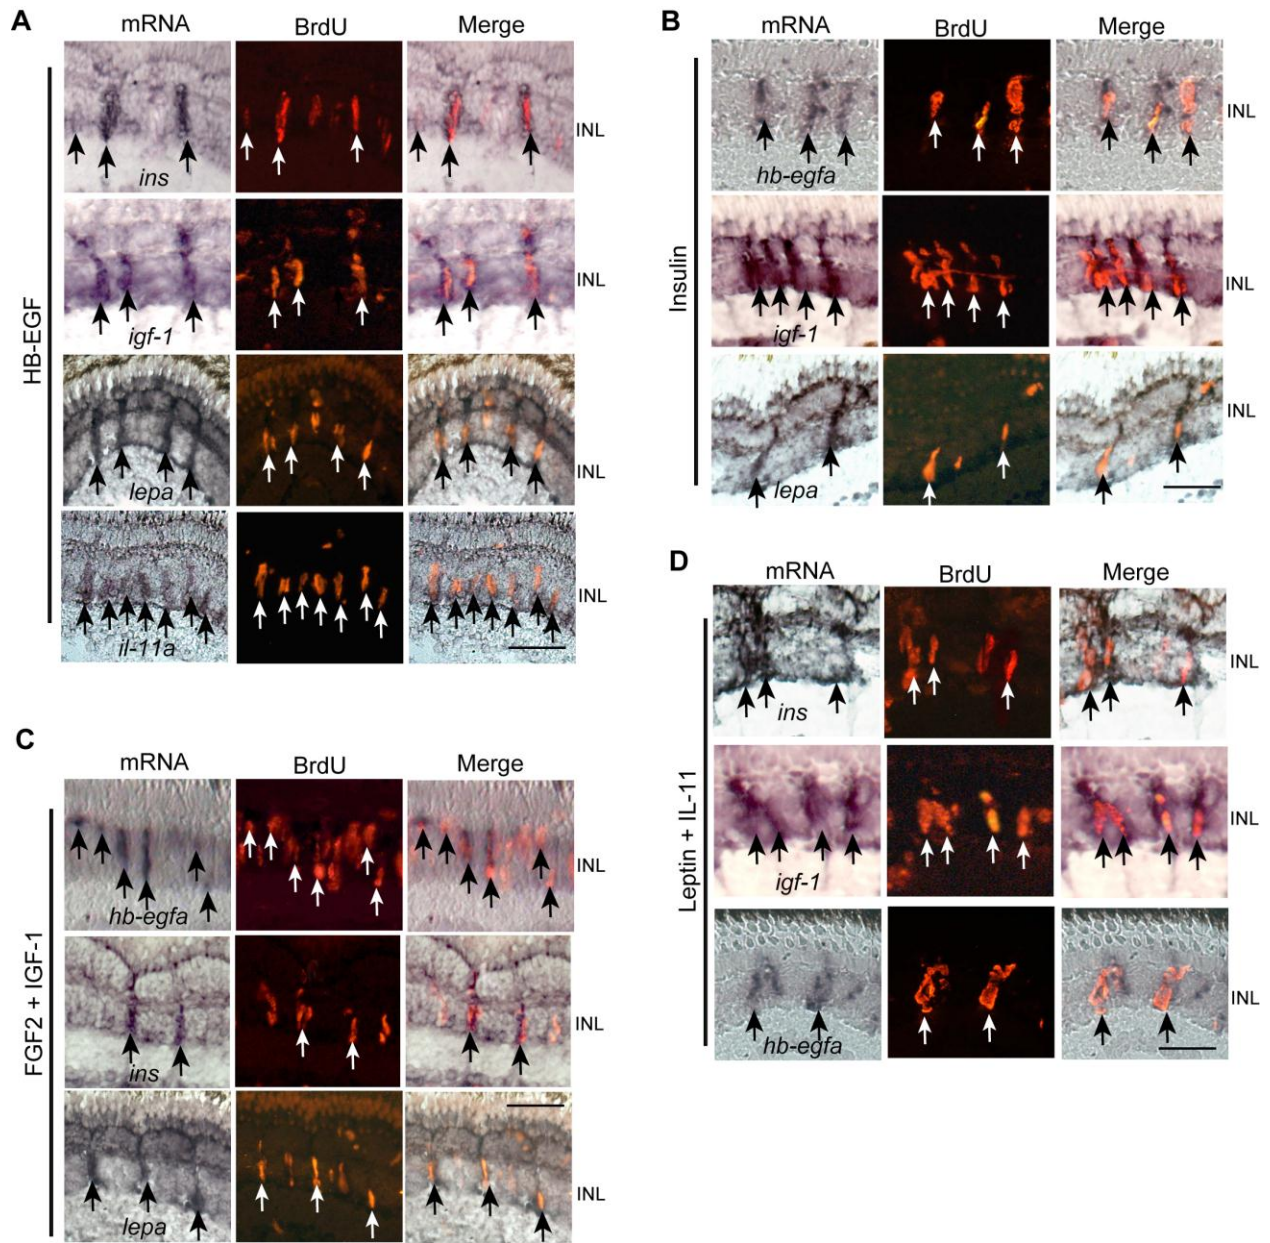 A
mRNA BrdU Merge
HB-EGF
ins
INL
igf-1
INL
lepa
INL
il-11a
INL
B
mRNA BrdU Merge
Insulin
hb-egfa
INL
igf-1
INL
lepa
INL
C
mRNA BrdU Merge
FGF2 + IGF-1
hb-egfa
INL
ins
INL
lepa
INL
D
mRNA BrdU Merge
Leptin + IL-11
ins
INL
igf-1
INL
hb-egfa
INL